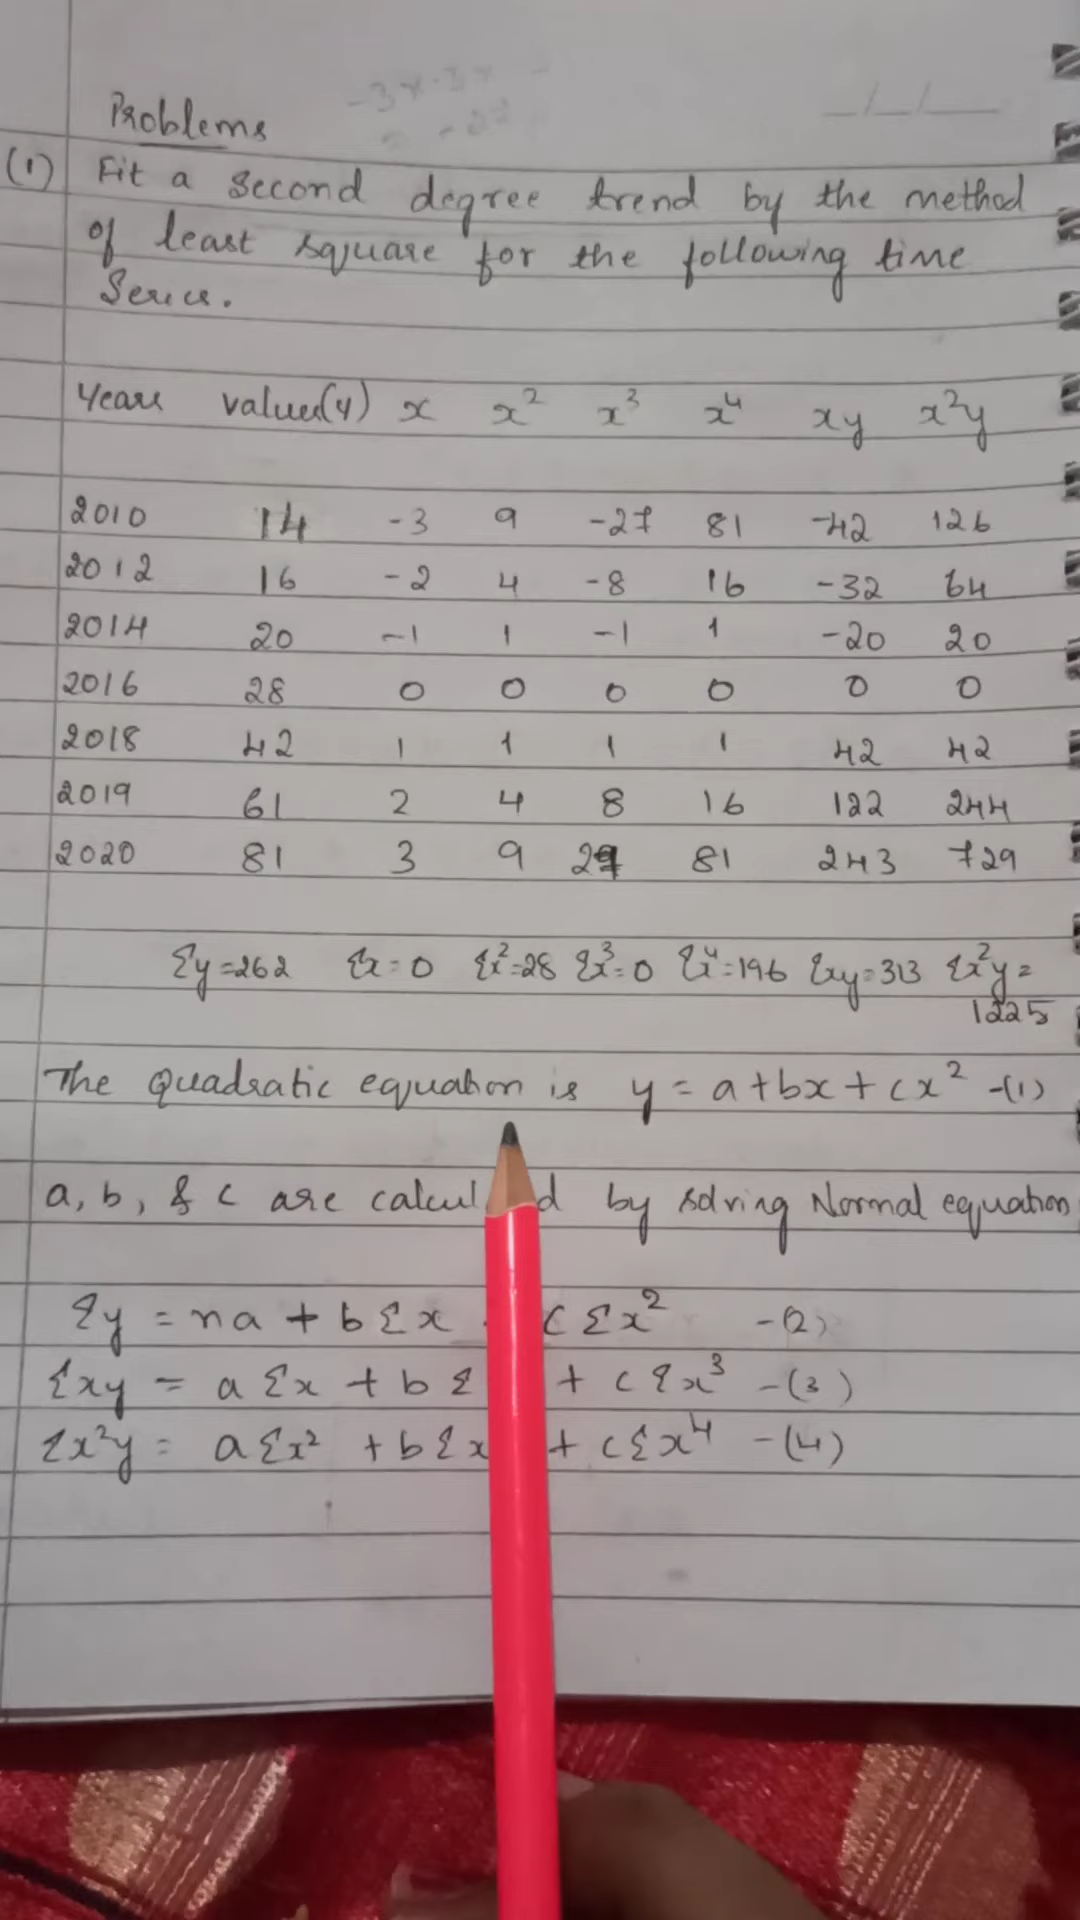 Problems
(1) Fit a second degree trend by the method
of least square for the following time
Series.
Years values(y) x x² x³ x⁴ xy x²y
2010 14 -3 9 -27 81 -42 126
2012 16 -2 4 -8 16 -32 64
2014 20 -1 1 -1 1 -20 20
2016 28 0 0 0 0 0 0
2018 42 1 1 1 1 42 42
2019 61 2 4 8 16 122 244
2020 81 3 9 27 81 243 729
Σy=262 Σx=0 Σx²=28 Σx³=0 Σx⁴=196 Σxy=313 Σx²y=
1225
The quadratic equation is y = a+bx+cx² -(1)
a, b, & c are calcul d by solving Normal equation
Σy = na + bΣx cΣx² -(2)
Σxy = aΣx + bΣ + cΣx³ -(3)
Σx²y = aΣx² + bΣx + cΣx⁴ -(4)